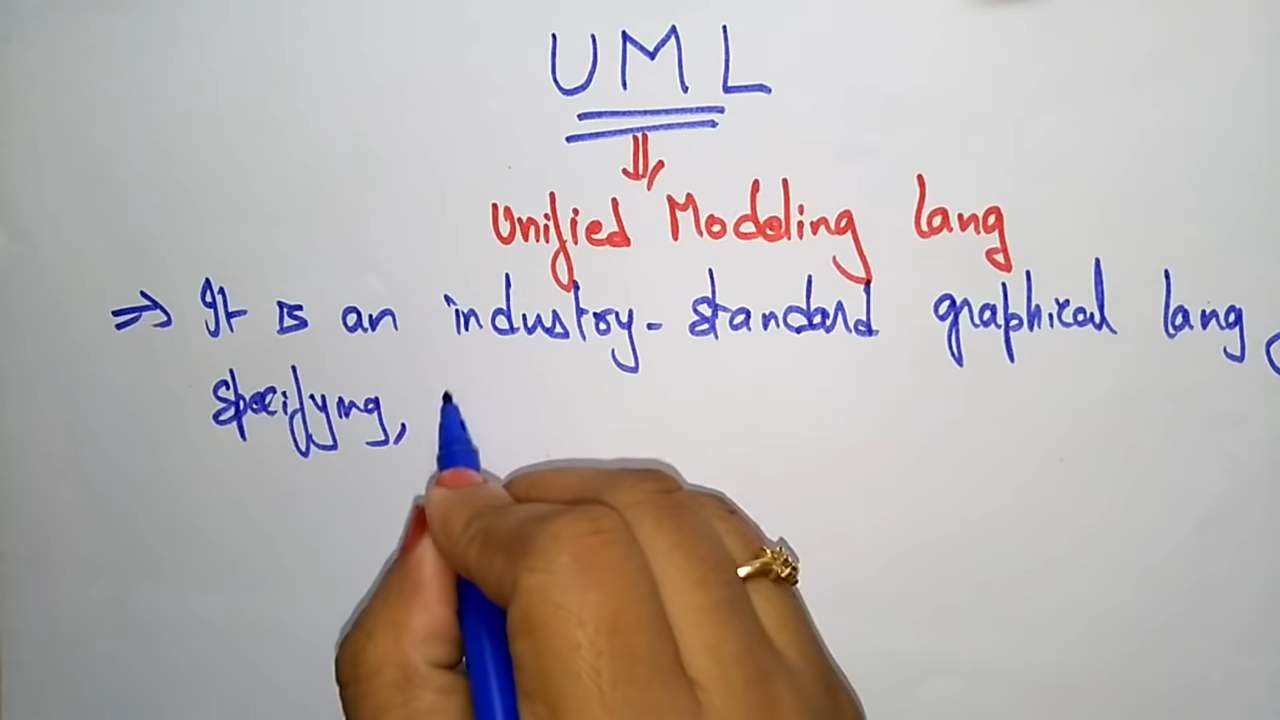 UML
Unified Modeling lang
⇒ It is an industry-standard graphical lang
specifying,